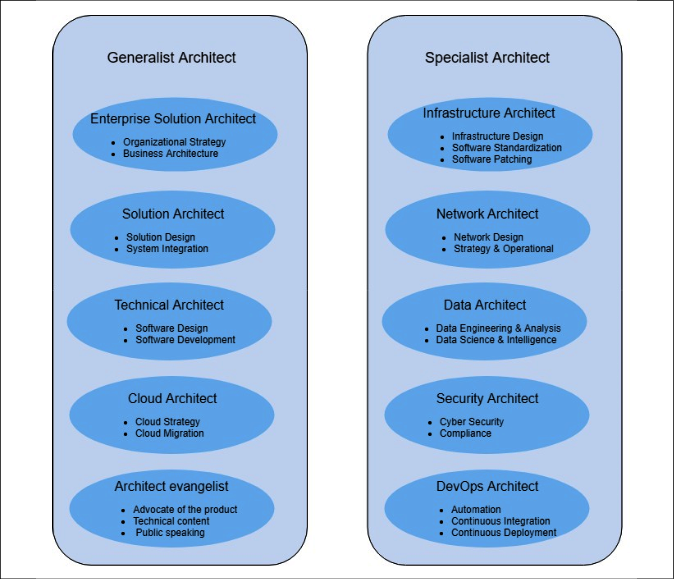 Generalist Architect
Enterprise Solution Architect
• Organizational Strategy
• Business Architecture
Solution Architect
• Solution Design
• System Integration
Technical Architect
• Software Design
• Software Development
Cloud Architect
• Cloud Strategy
• Cloud Migration
Architect evangelist
• Advocate of the product
• Technical content
• Public speaking
Specialist Architect
Infrastructure Architect
• Infrastructure Design
• Software Standardization
• Software Patching
Network Architect
• Network Design
• Strategy & Operational
Data Architect
• Data Engineering & Analysis
• Data Science & Intelligence
Security Architect
• Cyber Security
• Compliance
DevOps Architect
• Automation
• Continuous Integration
• Continuous Deployment